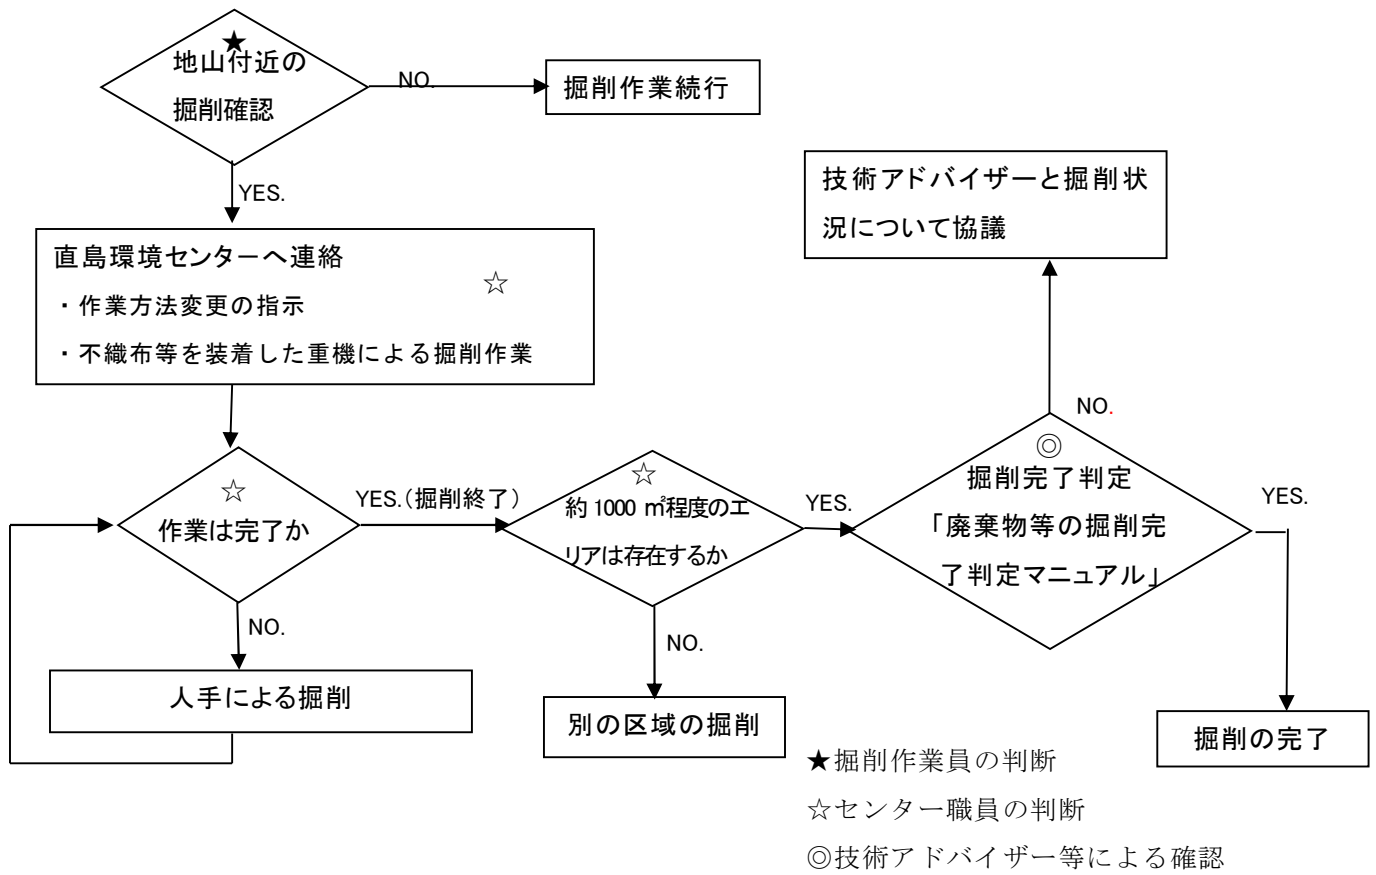 ★
地山付近の
掘削確認
NO.
掘削作業続行
YES.
直島環境センターへ連絡
☆
・作業方法変更の指示
・不織布等を装着した重機による掘削作業
技術アドバイザーと掘削状
況について協議
NO.
☆
作業は完了か
YES.(掘削終了)
☆
約 1000 ㎡程度のエ
リアは存在するか
YES.
◎
掘削完了判定
「廃棄物等の掘削完
了判定マニュアル」
YES.
NO.
人手による掘削
NO.
別の区域の掘削
掘削の完了
★掘削作業員の判断
☆センター職員の判断
◎技術アドバイザー等による確認